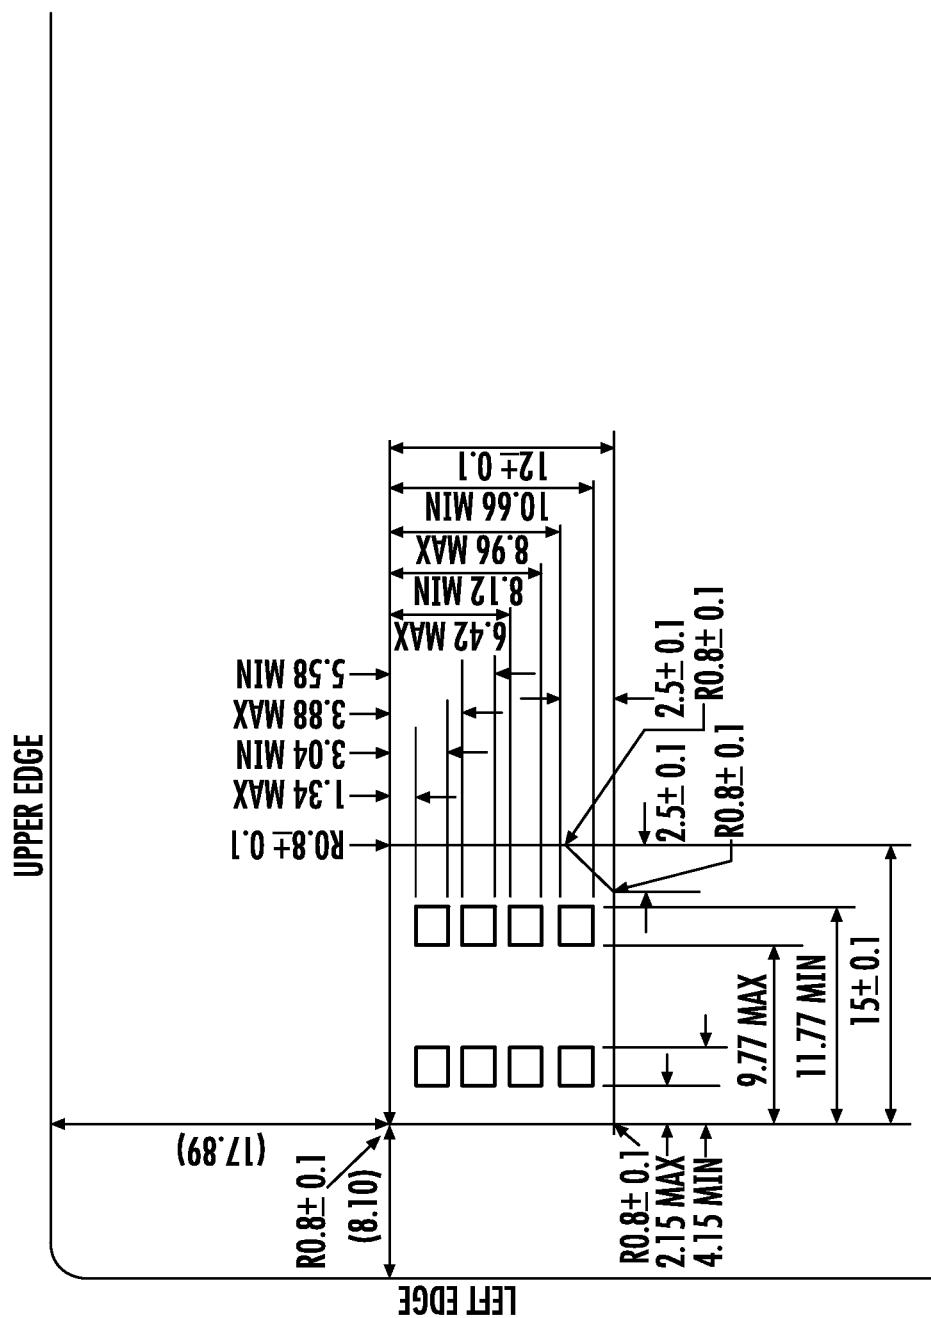 UPPER EDGE
(17.89)
R0.8± 0.1
(8.10)
LEFT EDGE
R0.8± 0.1
1.34 MAX
3.04 MIN
3.88 MAX
5.58 MIN
6.42 MAX
8.12 MIN
8.96 MAX
10.66 MIN
12± 0.1
2.5± 0.1
R0.8± 0.1
2.5± 0.1
R0.8± 0.1
R0.8± 0.1
2.15 MAX
4.15 MIN
9.77 MAX
11.77 MIN
15± 0.1